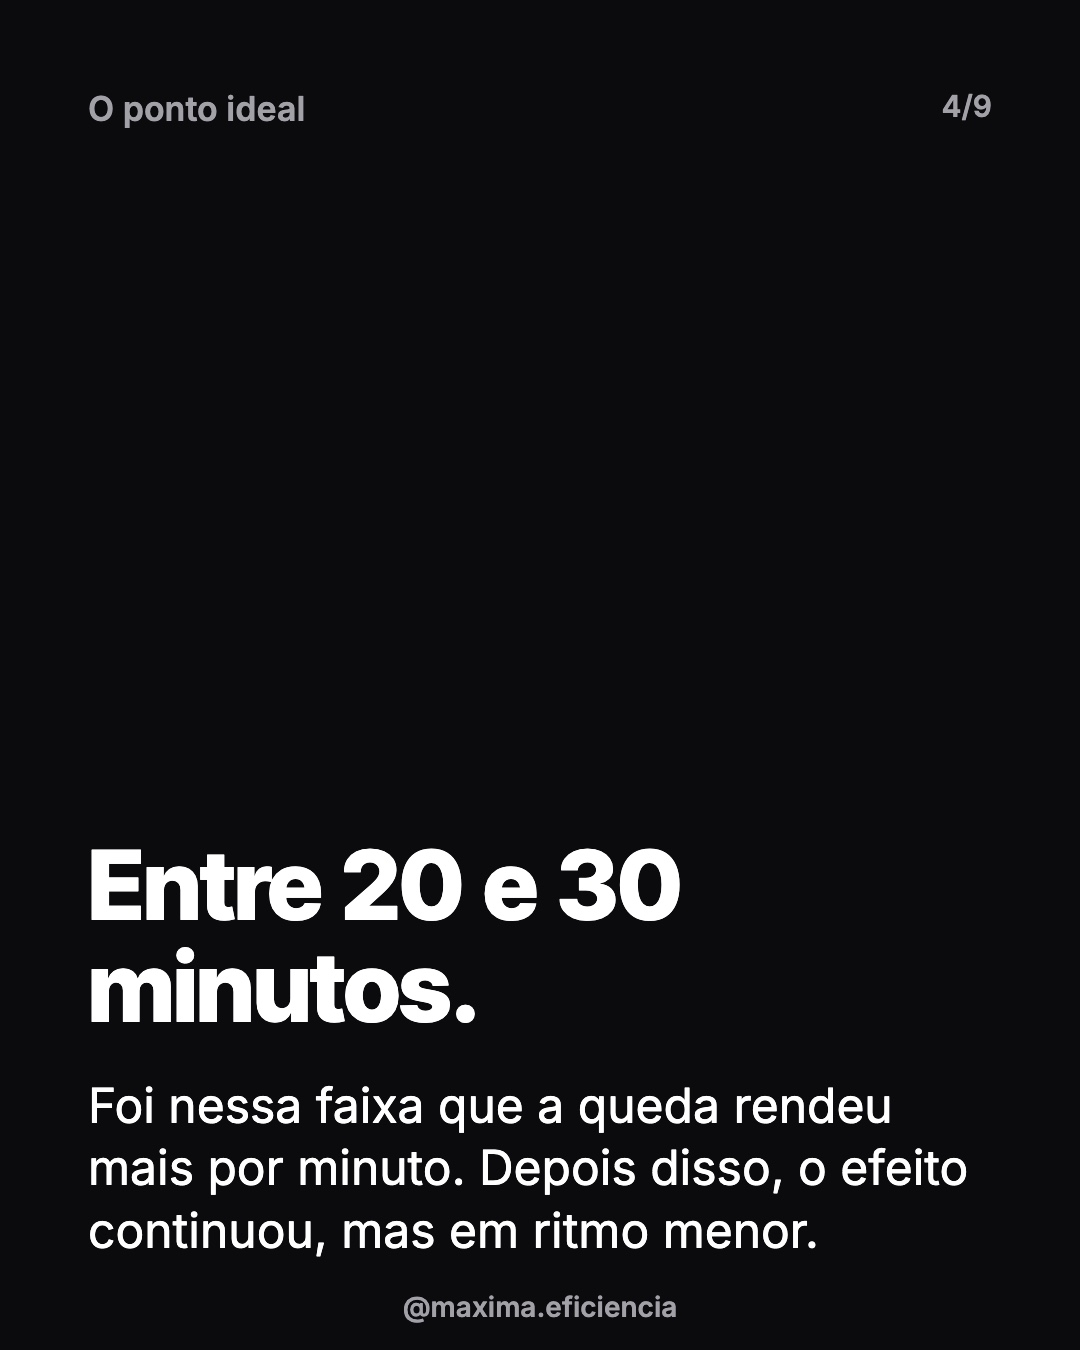 O ponto ideal
4/9
Entre 20 e 30
minutos.
Foi nessa faixa que a queda rendeu
mais por minuto. Depois disso, o efeito
continuou, mas em ritmo menor.
@maxima.eficiencia